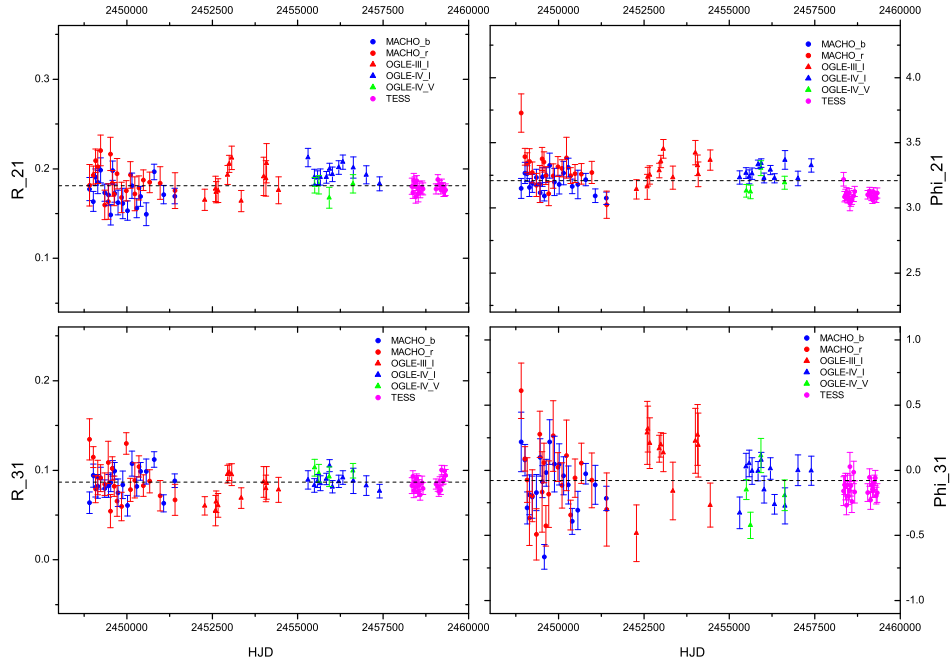 2450000 2452500 2455000 2457500 2460000
2450000 2452500 2455000 2457500 2460000
MACHO_b
MACHO_r
OGLE-III_I
OGLE-IV_I
OGLE-IV_V
TESS
0.3
0.2
0.1
R_21
MACHO_b
MACHO_r
OGLE-III_I
OGLE-IV_I
OGLE-IV_V
TESS
4.0
3.5
3.0
2.5
Phi_21
MACHO_b
MACHO_r
OGLE-III_I
OGLE-IV_I
OGLE-IV_V
TESS
0.2
0.1
0.0
R_31
MACHO_b
MACHO_r
OGLE-III_I
OGLE-IV_I
OGLE-IV_V
TESS
1.0
0.5
0.0
-0.5
-1.0
Phi_31
2450000 2452500 2455000 2457500 2460000
2450000 2452500 2455000 2457500 2460000
HJD
HJD